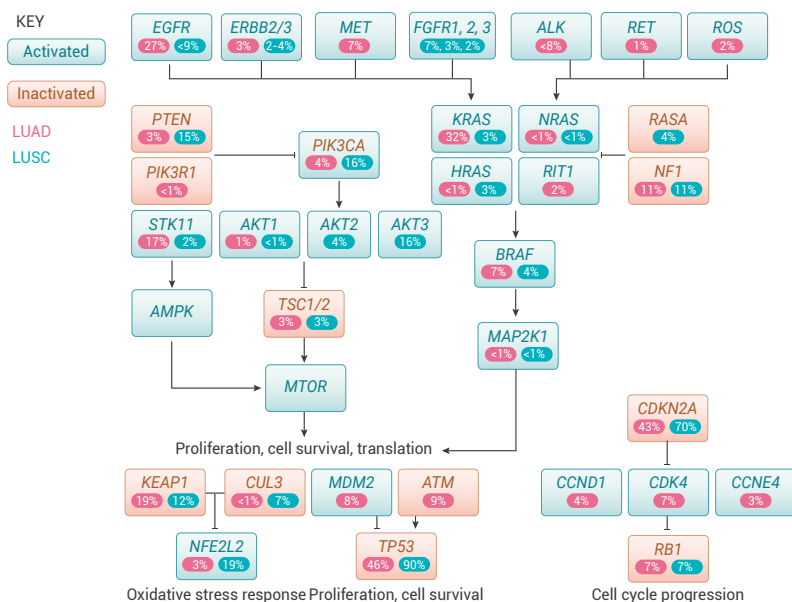 KEY
Activated
Inactivated
LUAD
LUSC
EGFR
27% <9%
ERBB2/3
3% 2-4%
MET
7%
FGFR1, 2, 3
7%, 3%, 2%
ALK
<8%
RET
1%
ROS
2%
PTEN
3% 15%
PIK3R1
<1%
PIK3CA
4% 16%
KRAS
32% 3%
NRAS
<1% <1%
HRAS
<1% 3%
RIT1
2%
RASA
4%
NF1
11% 11%
STK11
17% 2%
AKT1
1% <1%
AKT2
4%
AKT3
16%
BRAF
7% 4%
AMPK
TSC1/2
3% 3%
MAP2K1
<1% <1%
MTOR
Proliferation, cell survival, translation
CDKN2A
43% 70%
KEAP1
19% 12%
CUL3
<1% 7%
MDM2
8%
ATM
9%
CCND1
4%
CDK4
7%
CCNE4
3%
NFE2L2
3% 19%
TP53
46% 90%
RB1
7% 7%
Oxidative stress response
Proliferation, cell survival
Cell cycle progression